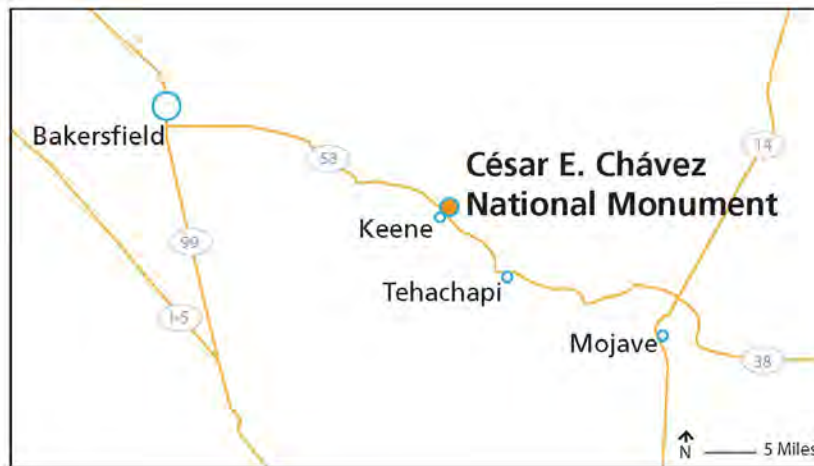 Bakersfield
14
58
César E. Chávez
National Monument
Keene
99
Tehachapi
I-5
Mojave
38
N
5 Miles